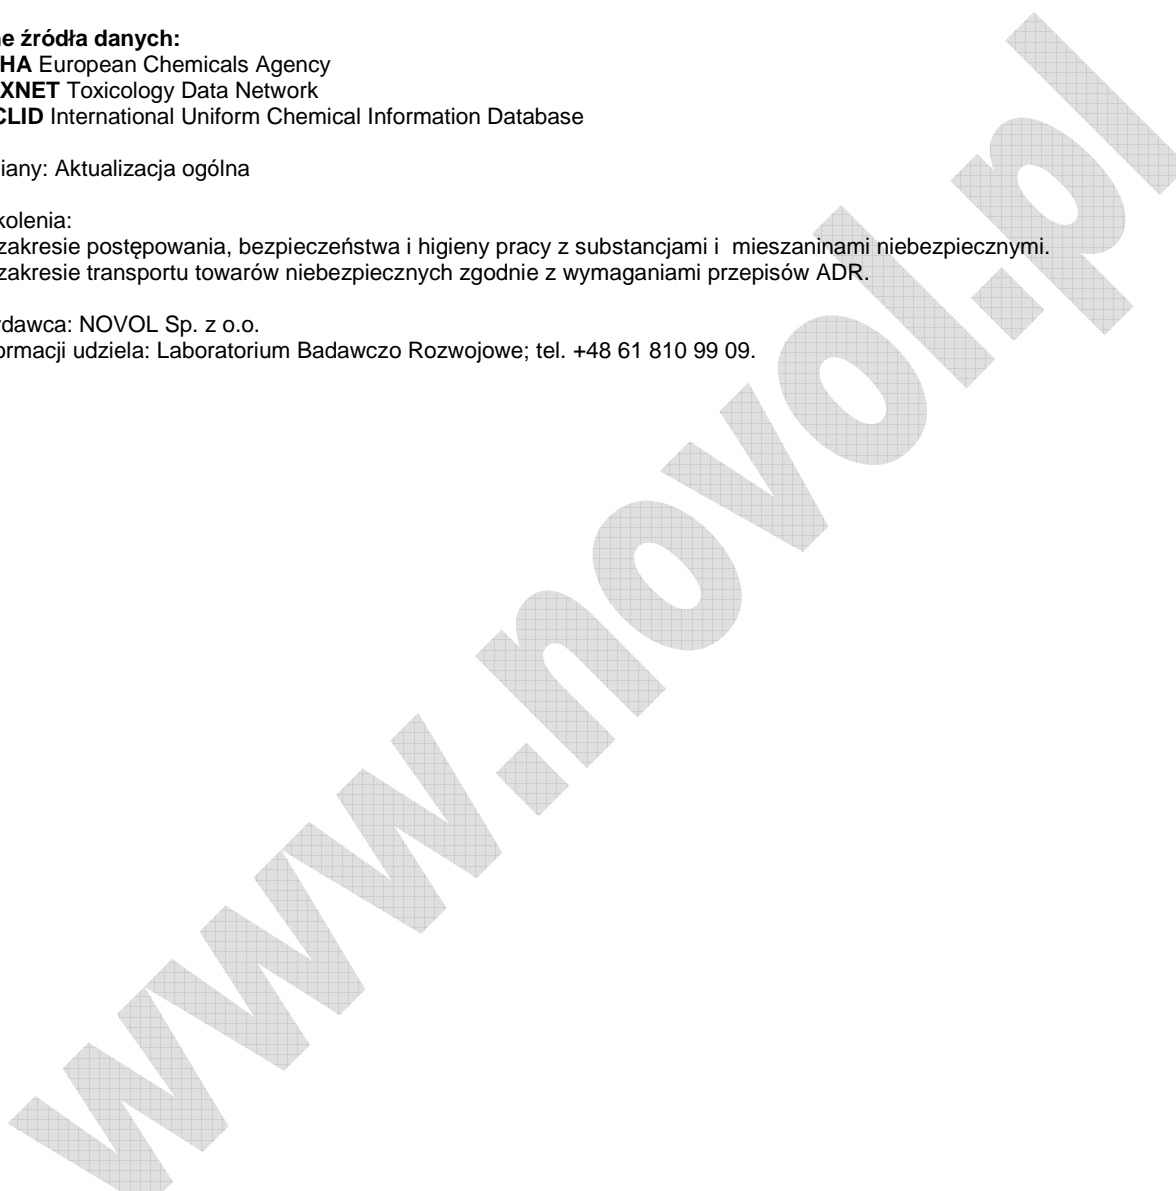 ne źródła danych:
HA European Chemicals Agency
XNET Toxicology Data Network
CLID International Uniform Chemical Information Database
iany: Aktualizacja ogólna
kolenia:
zakresie postępowania, bezpieczeństwa i higieny pracy z substancjami i mieszaninami niebezpiecznymi.
zakresie transportu towarów niebezpiecznych zgodnie z wymaganiami przepisów ADR.
dawca: NOVOL Sp. z o.o.
ormacji udziela: Laboratorium Badawczo Rozwojowe; tel. +48 61 810 99 09.
www.novol.pl